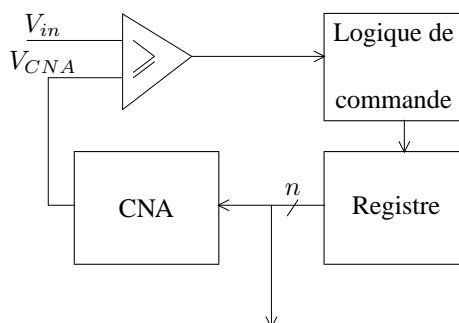 V_in
V_CNA
Logique de
commande
CNA
n
Registre